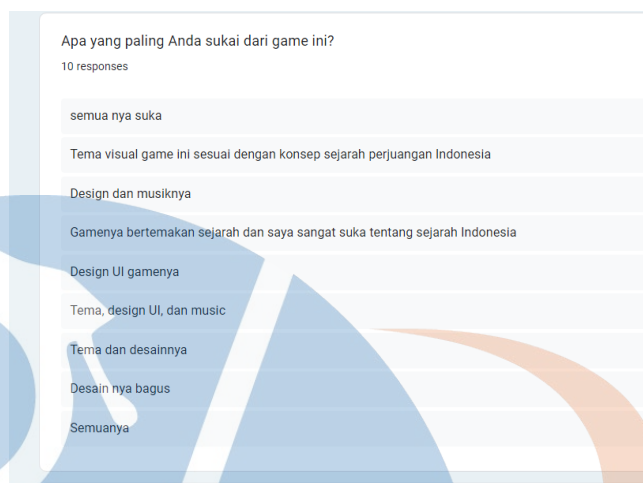 Apa yang paling Anda sukai dari game ini?
10 responses
semua nya suka
Tema visual game ini sesuai dengan konsep sejarah perjuangan Indonesia
Design dan musiknya
Gamenya bertemakan sejarah dan saya sangat suka tentang sejarah Indonesia
Design UI gamenya
Tema, design UI, dan music
Tema dan desainnya
Desain nya bagus
Semuanya